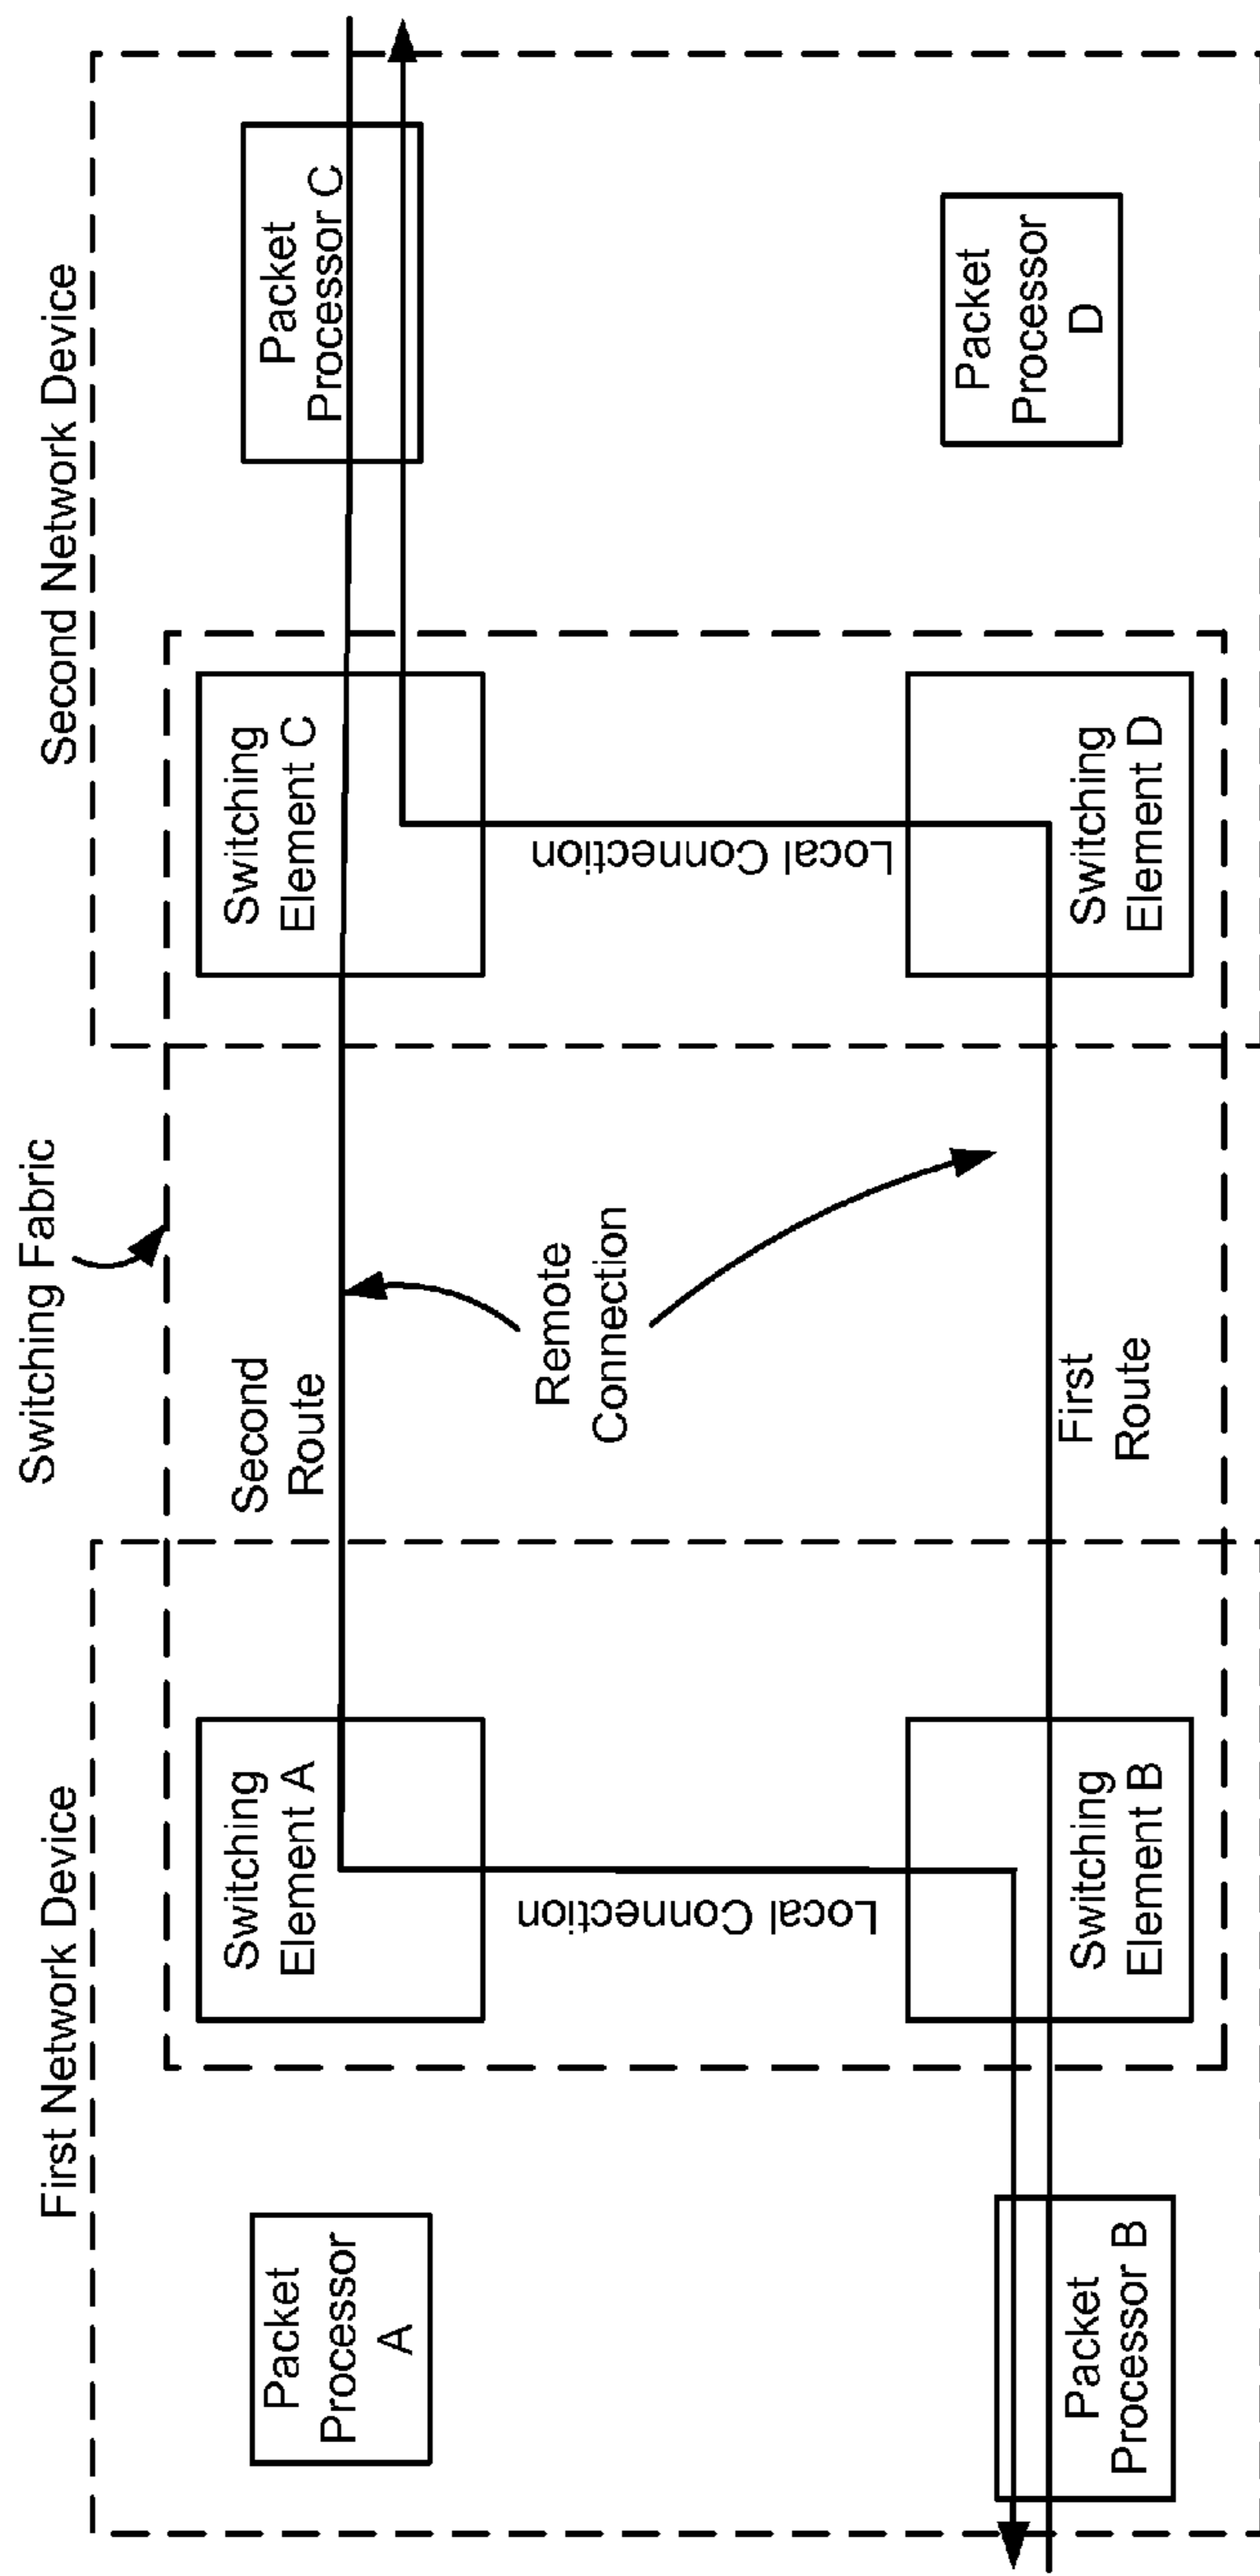 First Network Device
Switching Fabric
Second Network Device
Packet
Processor
A
Switching
Element A
Second
Route
Switching
Element C
Packet
Processor C
Local Connection
Remote
Connection
Local Connection
Packet
Processor B
Switching
Element B
First
Route
Switching
Element D
Packet
Processor
D